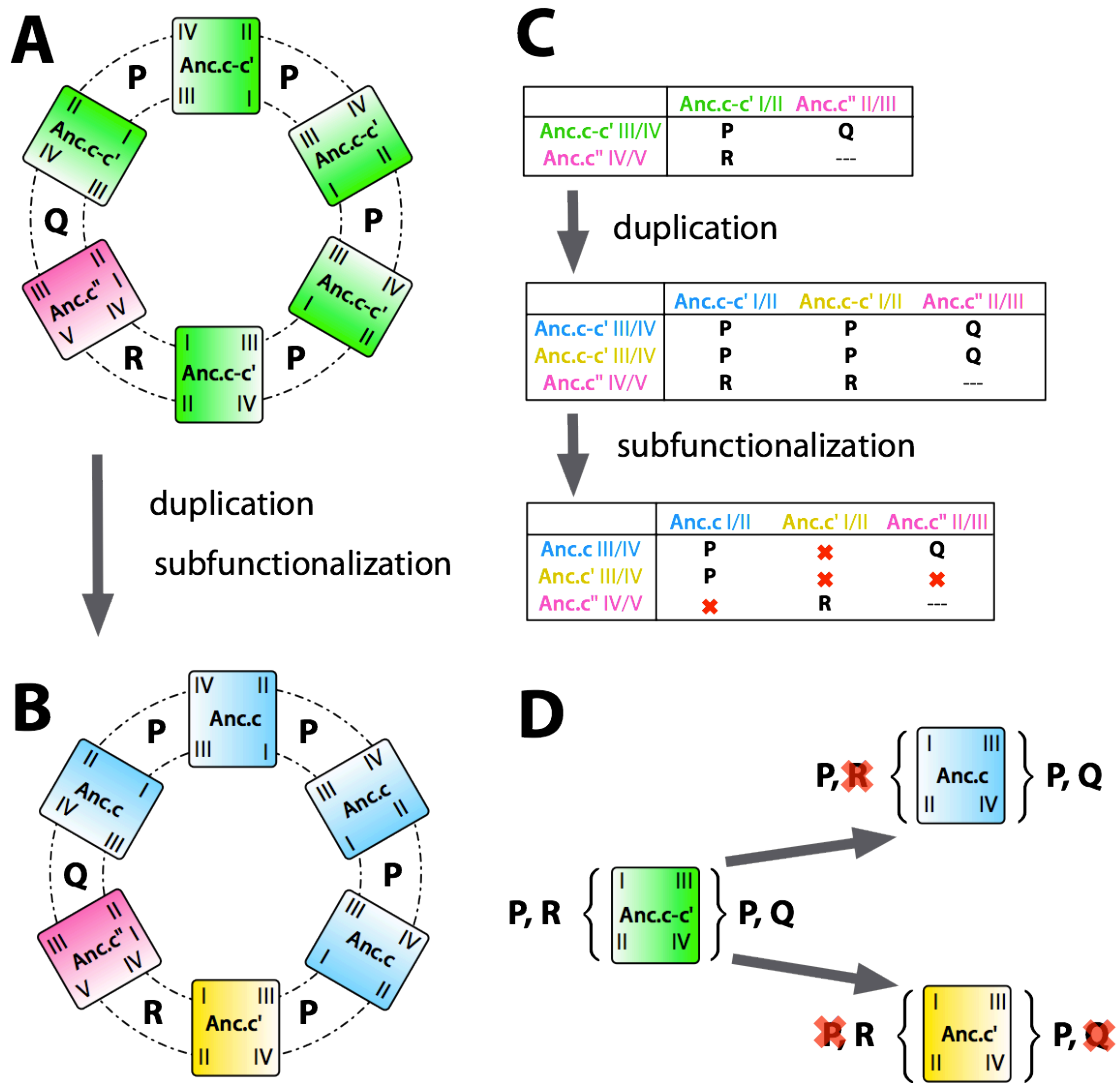 A
IV II
Anc.c-c'
III I
P
P
II
I
Anc.c-c'
IV
III
IV
III
Anc.c-c'
II
I
Q
P
II
III
I
Anc.c"
IV
V
III
IV
Anc.c-c'
I
II
R
P
I III
Anc.c-c'
II IV
duplication
subfunctionalization
B
IV II
Anc.c
III I
P
P
II
I
Anc.c
IV
III
IV
III
Anc.c
II
I
Q
P
II
III
I
Anc.c"
IV
V
III
IV
Anc.c
I
II
R
P
I III
Anc.c'
II IV
C
Anc.c-c' I/II Anc.c" II/III
Anc.c-c' III/IV P Q
Anc.c" IV/V R ---
duplication
Anc.c-c' I/II Anc.c-c' I/II Anc.c" II/III
Anc.c-c' III/IV P P Q
Anc.c-c' III/IV P P Q
Anc.c" IV/V R R ---
subfunctionalization
Anc.c I/II Anc.c' I/II Anc.c" II/III
Anc.c III/IV P ✖ Q
Anc.c' III/IV P ✖ ✖
Anc.c" IV/V ✖ R ---
D
I III
P, R { Anc.c } P, Q
II IV
I III
P, R { Anc.c-c' } P, Q
II IV
I III
P, R { Anc.c' } P, Q
II IV